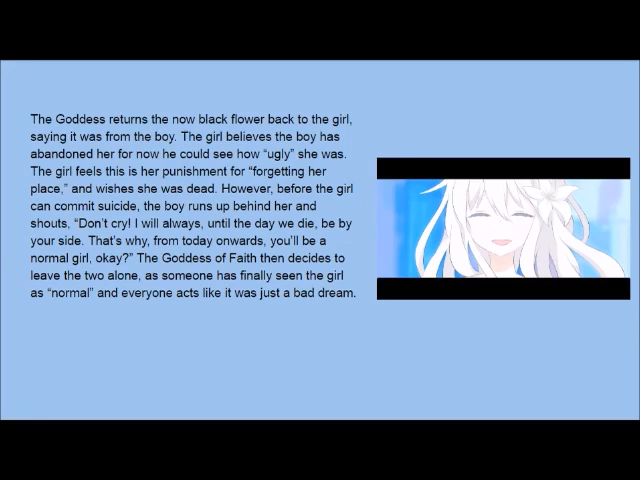 The Goddess returns the now black flower back to the girl,
saying it was from the boy. The girl believes the boy has
abandoned her for now he could see how “ugly” she was.
The girl feels this is her punishment for “forgetting her
place,” and wishes she was dead. However, before the girl
can commit suicide, the boy runs up behind her and
shouts, “Don’t cry! I will always, until the day we die, be by
your side. That’s why, from today onwards, you’ll be a
normal girl, okay?” The Goddess of Faith then decides to
leave the two alone, as someone has finally seen the girl
as “normal” and everyone acts like it was just a bad dream.